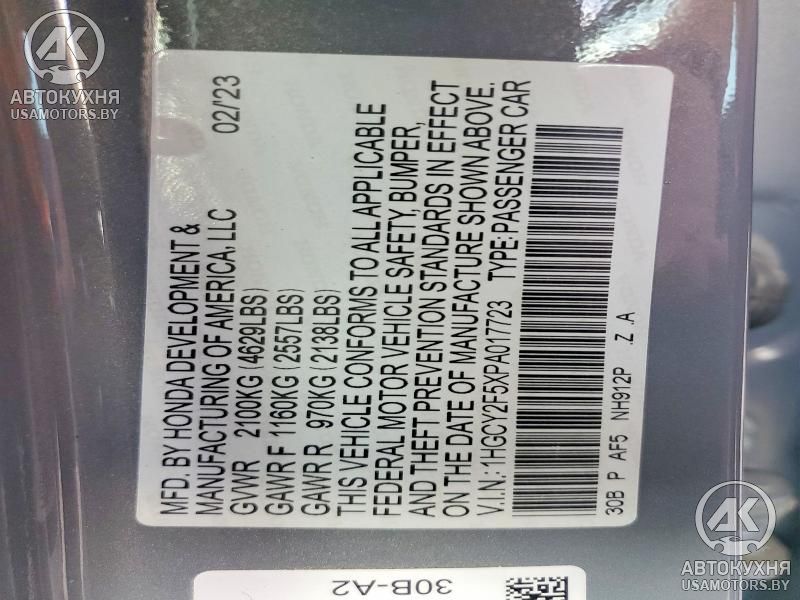 MFD. BY HONDA DEVELOPMENT &
MANUFACTURING OF AMERICA, LLC 02/'23
GVWR 2100KG (4629LBS)
GAWR F 1160KG (2557LBS)
GAWR R 970KG (2138LBS)
THIS VEHICLE CONFORMS TO ALL APPLICABLE
FEDERAL MOTOR VEHICLE SAFETY, BUMPER,
AND THEFT PREVENTION STANDARDS IN EFFECT
ON THE DATE OF MANUFACTURE SHOWN ABOVE.
V.I.N.: 1HGCY2F5XPA017723 TYPE:PASSENGER CAR
30B P AF5 NH912P .Z .A
30B-A2
АК
АВТОКУХНЯ
USAMOTORS.BY
АК
АВТОКУХНЯ
USAMOTORS.BY